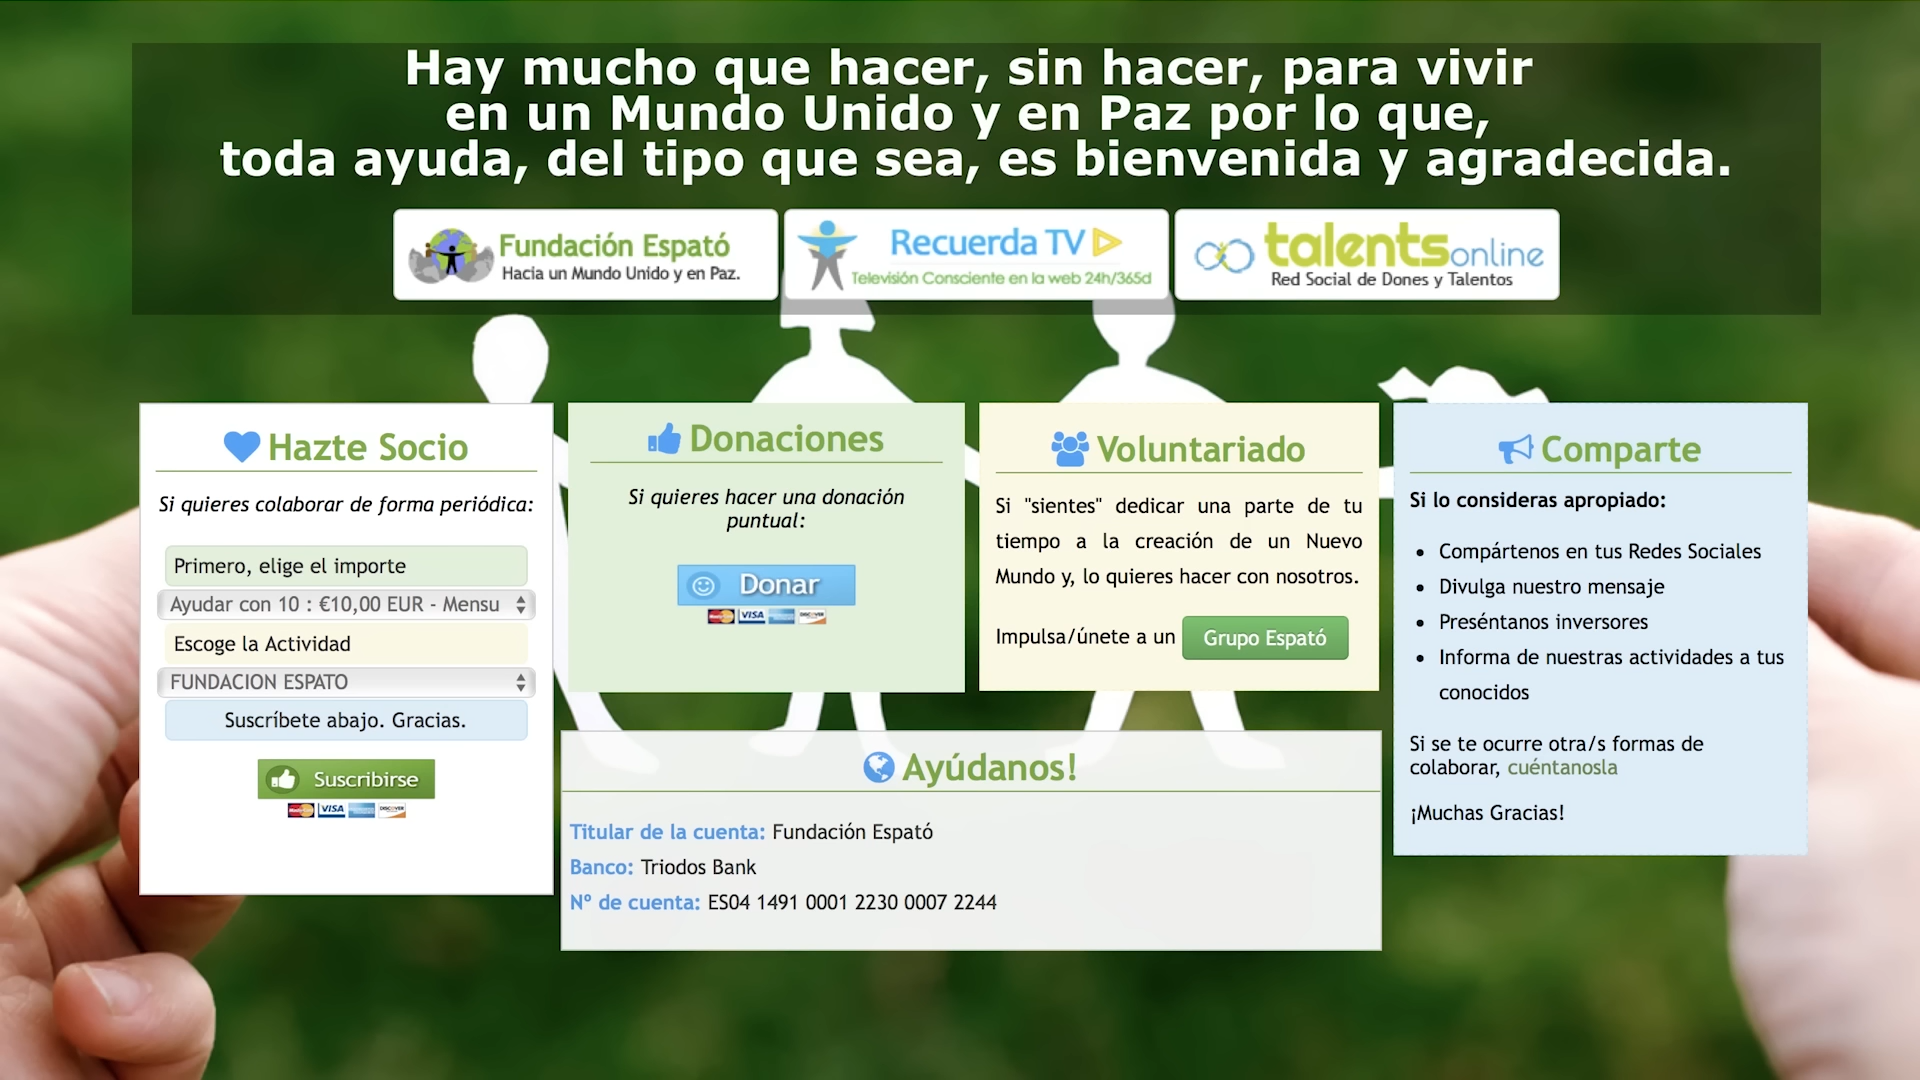 Hay mucho que hacer, sin hacer, para vivir
en un Mundo Unido y en Paz por lo que,
toda ayuda, del tipo que sea, es bienvenida y agradecida.
Fundación Espató
Hacia un Mundo Unido y en Paz.
Recuerda TV
Televisión Consciente en la web 24h/365d
talentsonline
Red Social de Dones y Talentos
Hazte Socio
Si quieres colaborar de forma periódica:
Primero, elige el importe
Ayudar con 10 : €10,00 EUR - Mensu
Escoge la Actividad
FUNDACION ESPATO
Suscríbete abajo. Gracias.
Suscribirse
MasterCard VISA DISCOVER
Donaciones
Si quieres hacer una donación
puntual:
Donar
MasterCard VISA DISCOVER
Voluntariado
Si "sientes" dedicar una parte de tu
tiempo a la creación de un Nuevo
Mundo y, lo quieres hacer con nosotros.
Impulsa/únete a un Grupo Espató
Comparte
Si lo consideras apropiado:
• Compártenos en tus Redes Sociales
• Divulga nuestro mensaje
• Preséntanos inversores
• Informa de nuestras actividades a tus
conocidos
Si se te ocurre otra/s formas de
colaborar, cuéntanosla
¡Muchas Gracias!
Ayúdanos!
Titular de la cuenta: Fundación Espató
Banco: Triodos Bank
Nº de cuenta: ES04 1491 0001 2230 0007 2244